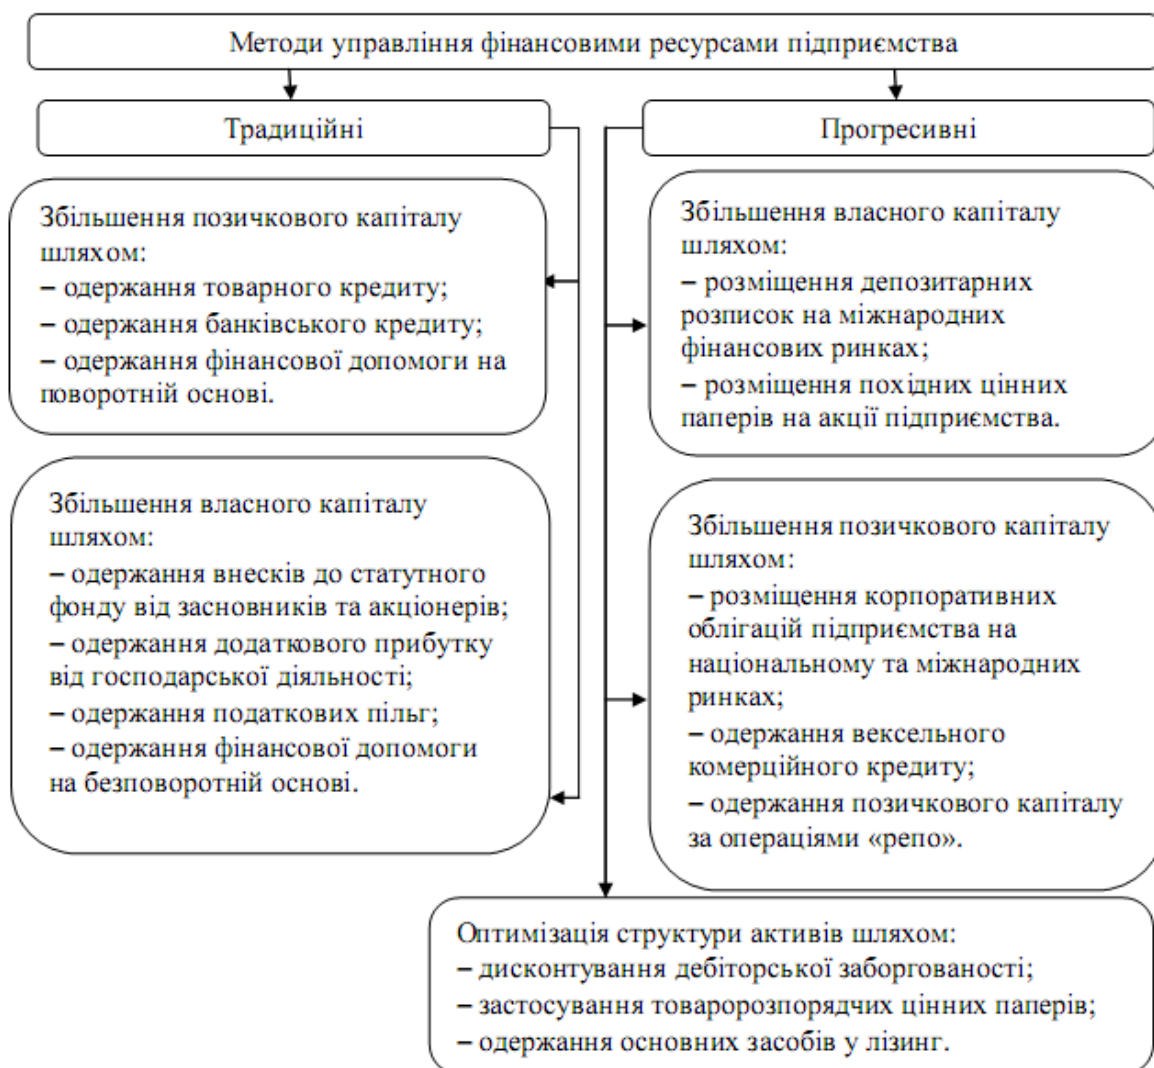 Методи управління фінансовими ресурсами підприємства
Традиційні
Збільшення позичкового капіталу
шляхом:
– одержання товарного кредиту;
– одержання банківського кредиту;
– одержання фінансової допомоги на
поворотній основі.
Збільшення власного капіталу
шляхом:
– одержання внесків до статутного
фонду від засновників та акціонерів;
– одержання додаткового прибутку
від господарської діяльності;
– одержання податкових пільг;
– одержання фінансової допомоги
на безповоротній основі.
Прогресивні
Збільшення власного капіталу
шляхом:
– розміщення депозитарних
розписок на міжнародних
фінансових ринках;
– розміщення похідних цінних
паперів на акції підприємства.
Збільшення позичкового капіталу
шляхом:
– розміщення корпоративних
облігацій підприємства на
національному та міжнародних
ринках;
– одержання вексельного
комерційного кредиту;
– одержання позичкового капіталу
за операціями «репо».
Оптимізація структури активів шляхом:
– дисконтування дебіторської заборгованості;
– застосування товаророзпорядчих цінних паперів;
– одержання основних засобів у лізинг.